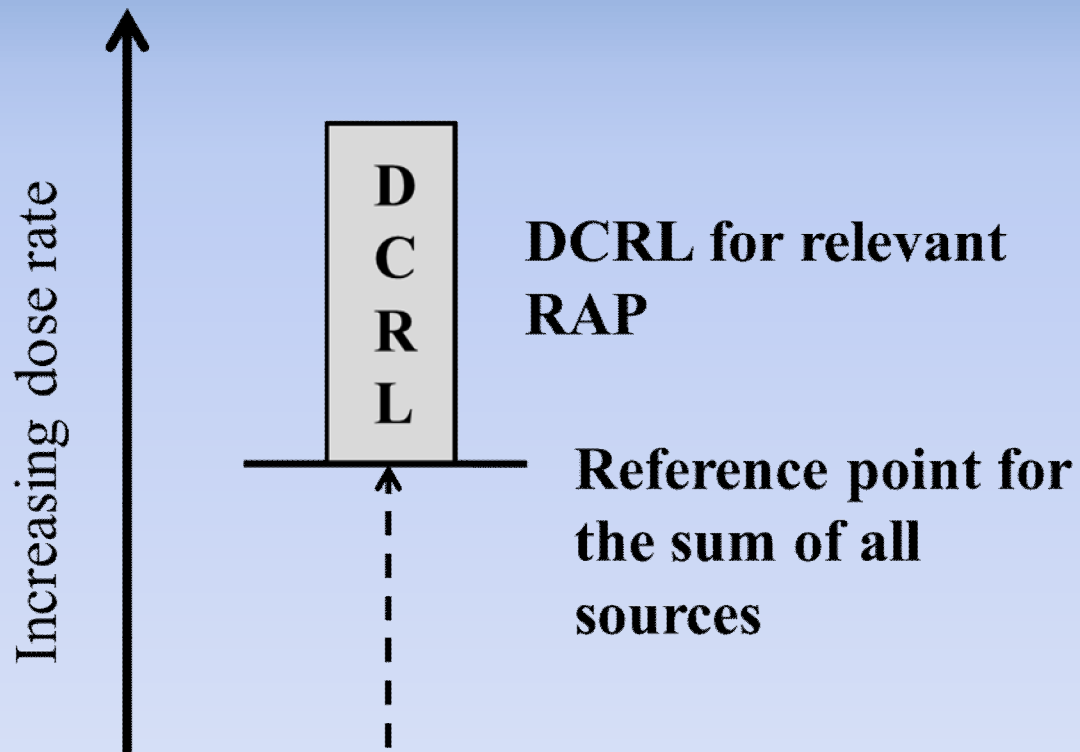 Increasing dose rate
D
C
R
L
DCRL for relevant
RAP
Reference point for
the sum of all
sources